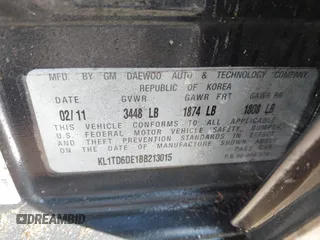 MFD. BY GM DAEWOO AUTO & TECHNOLOGY COMPANY
REPUBLIC OF KOREA
DATE GVWR GAWR FRT GAWR RR
02/11 3448 LB 1874 LB 1808 LB
THIS VEHICLE CONFORMS TO ALL APPLICABLE
U.S. FEDERAL MOTOR VEHICLE SAFETY, BUMPER,
AND THEFT PREVENTION STANDARDS IN EFFECT
ON THE DATE OF MANUFACTURE SHOWN ABOVE.
KL1TD6DE1BB213015
PASS CAR
DREAMBID